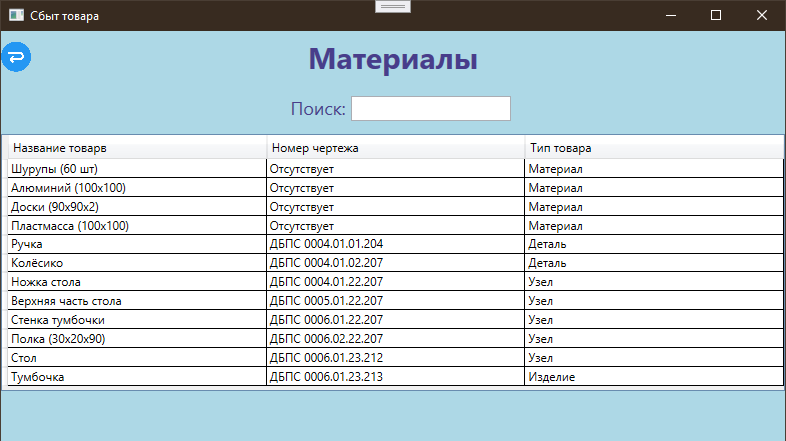 Сбыт товара
Материалы
Поиск:
Название товарв Номер чертежа Тип товара
Шурупы (60 шт) Отсутствует Материал
Алюминий (100x100) Отсутствует Материал
Доски (90x90x2) Отсутствует Материал
Пластмасса (100x100) Отсутствует Материал
Ручка ДБПС 0004.01.01.204 Деталь
Колёсико ДБПС 0004.01.02.207 Деталь
Ножка стола ДБПС 0004.01.22.207 Узел
Верхняя часть стола ДБПС 0005.01.22.207 Узел
Стенка тумбочки ДБПС 0006.01.22.207 Узел
Полка (30x20x90) ДБПС 0006.02.22.207 Узел
Стол ДБПС 0006.01.23.212 Узел
Тумбочка ДБПС 0006.01.23.213 Изделие